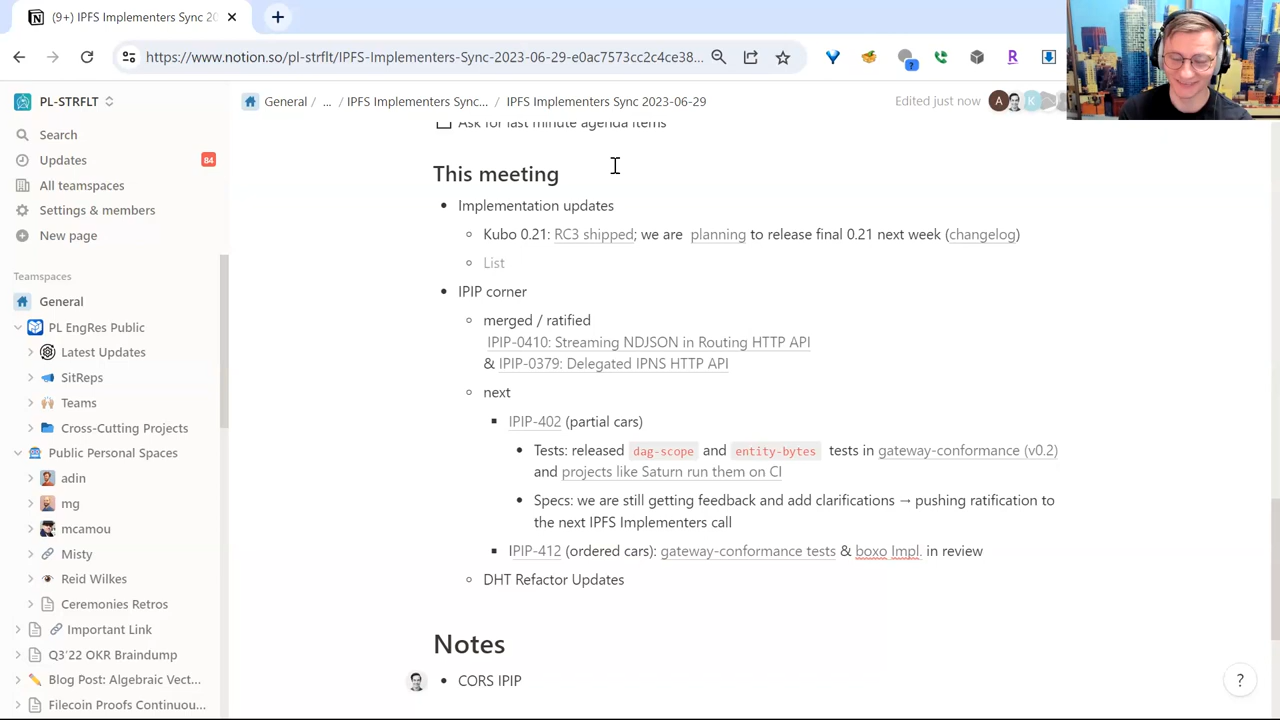 (9+) IPFS Implementers Sync 20
https://www.notion.so/pl-strflt/IPFS-Implementers-Sync-2023-06-29-e0ac7573c2c4ce38
?
R
PL-STRFLT
General / ... / IPFS Implementers Sync... / IPFS Implementers Sync 2023-06-29
Edited just now
A
K
Search
Updates 84
All teamspaces
Settings & members
New page
Teamspaces
General
PL EngRes Public
Latest Updates
SitReps
Teams
Cross-Cutting Projects
Public Personal Spaces
adin
mg
mcamou
Misty
Reid Wilkes
Ceremonies Retros
Important Link
Q3'22 OKR Braindump
Blog Post: Algebraic Vect...
Filecoin Proofs Continuou...
Ask for last minute agenda items
This meeting
Implementation updates
Kubo 0.21: RC3 shipped; we are planning to release final 0.21 next week (changelog)
List
IPIP corner
merged / ratified
IPIP-0410: Streaming NDJSON in Routing HTTP API
& IPIP-0379: Delegated IPNS HTTP API
next
IPIP-402 (partial cars)
Tests: released dag-scope and entity-bytes tests in gateway-conformance (v0.2)
and projects like Saturn run them on CI
Specs: we are still getting feedback and add clarifications → pushing ratification to
the next IPFS Implementers call
IPIP-412 (ordered cars): gateway-conformance tests & boxo Impl. in review
DHT Refactor Updates
Notes
CORS IPIP
?